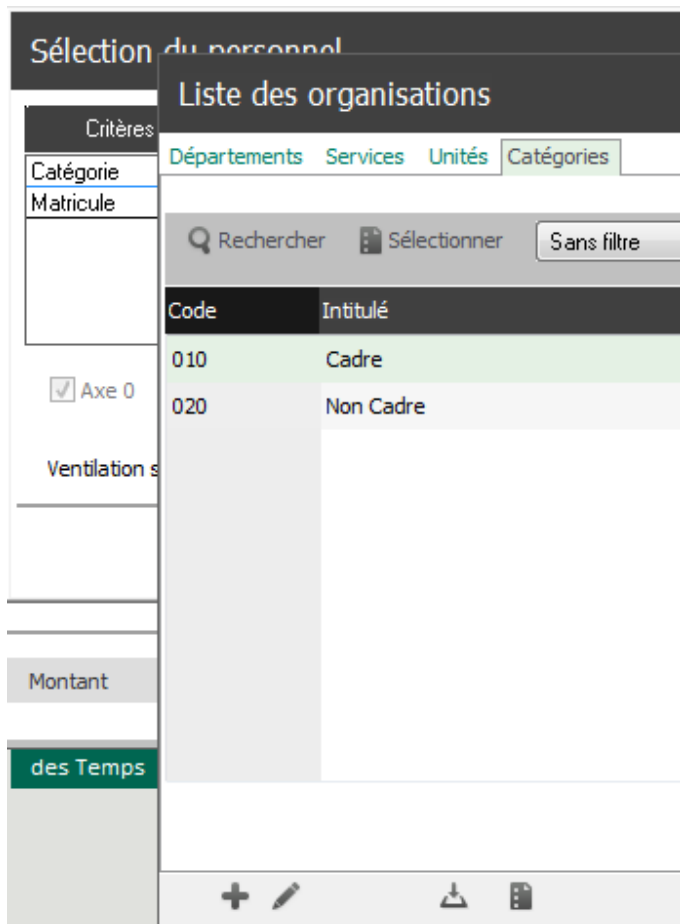 Sélection du personnel
Liste des organisations
Critères
Catégorie
Matricule
Départements Services Unités Catégories
Rechercher Sélectionner Sans filtre
Code Intitulé
010 Cadre
020 Non Cadre
Axe 0
Ventilation s
Montant
des Temps